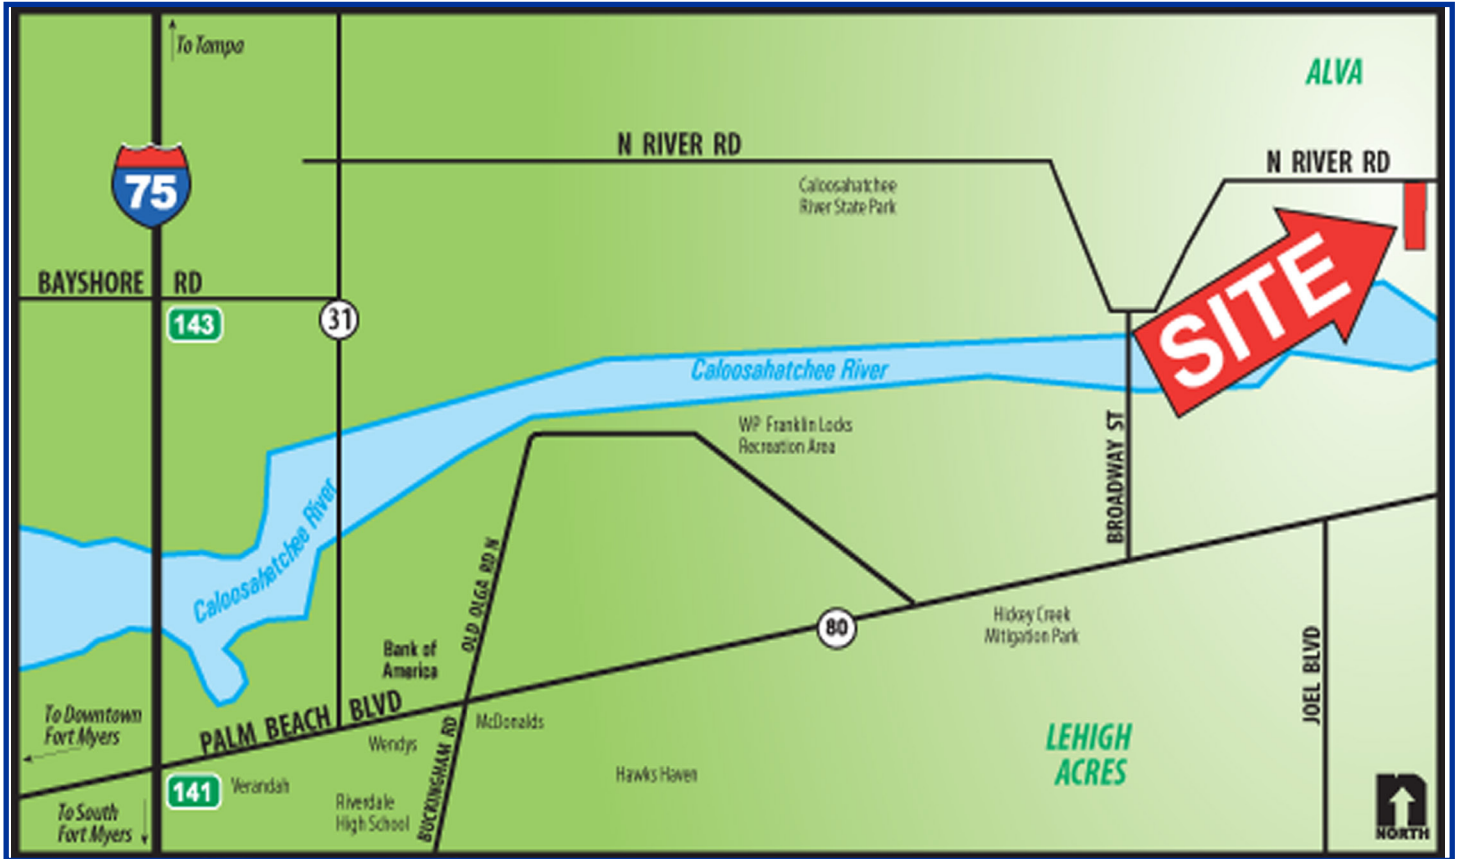 To Tampa
ALVA
N RIVER RD
N RIVER RD
75
Caloosahatchee
River State Park
SITE
BAYSHORE RD
143
31
Caloosahatchee River
WP Franklin Locks
Recreation Area
BROADWAY ST
Caloosahatchee River
OLD OLGA RD N
80
Hickey Creek
Mitigation Park
Bank of
America
JOEL BLVD
To Downtown
Fort Myers
PALM BEACH BLVD
McDonalds
Wendys
BUCKINGHAM RD
LEHIGH
ACRES
Hawks Haven
141
Verandah
Riverdale
High School
To South
Fort Myers
NORTH